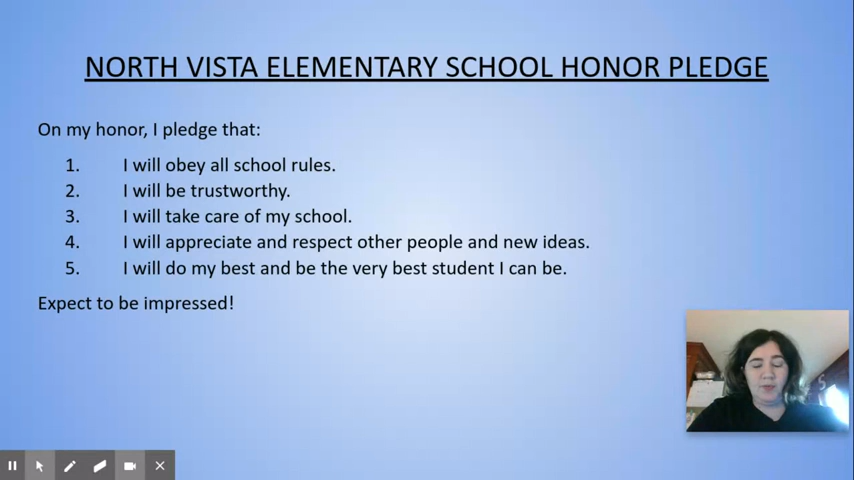 NORTH VISTA ELEMENTARY SCHOOL HONOR PLEDGE
On my honor, I pledge that:
1. I will obey all school rules.
2. I will be trustworthy.
3. I will take care of my school.
4. I will appreciate and respect other people and new ideas.
5. I will do my best and be the very best student I can be.
Expect to be impressed!